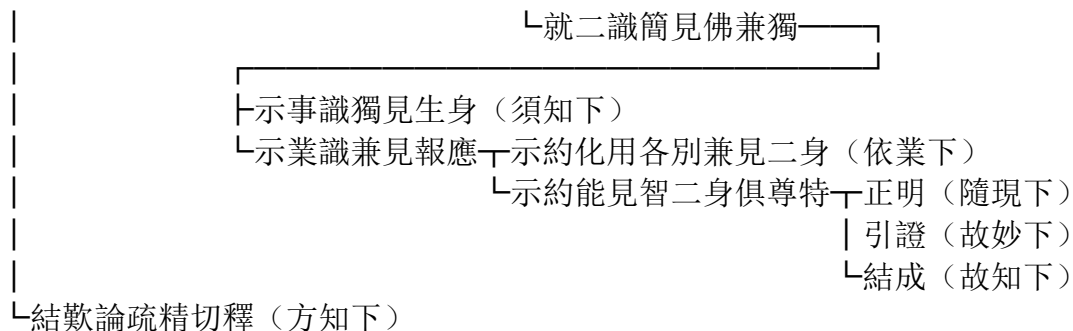 │ └就二識簡見佛兼獨──┐
│ ┌────────────────────┘
│ ├示事識獨見生身（須知下）
│ └示業識兼見報應┬示約化用各別兼見二身（依業下）
│ └示約能見智二身俱尊特┬正明（隨現下）
│ │引證（故妙下）
│ └結成（故知下）
└結歎論疏精切釋（方知下）